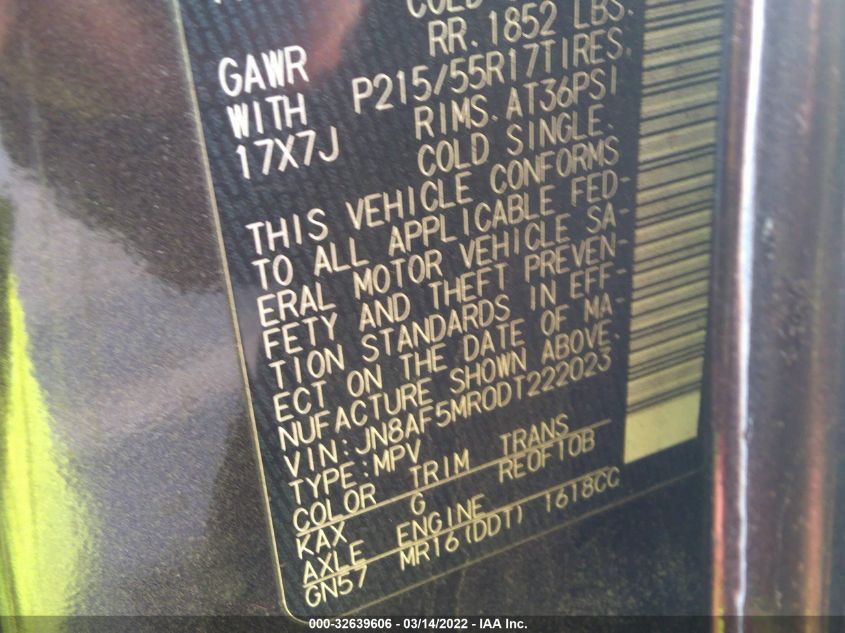 COLD
RR. 1852 LBS.
GAWR
WITH P215/55R17TIRES,
17X7J RIMS. AT36PSI
COLD SINGLE.
THIS VEHICLE CONFORMS
TO ALL APPLICABLE FED-
ERAL MOTOR VEHICLE SA-
FETY AND THEFT PREVEN-
TION STANDARDS IN EFF-
ECT ON THE DATE OF MA-
NUFACTURE SHOWN ABOVE.
VIN:JN8AF5MR0DT222023
TYPE:MPV
COLOR TRIM TRANS
KAX G RE0F10B
AXLE ENGINE
GN57 MR16(DDT) 1618CC
000-32639606 - 03/14/2022 - IAA Inc.